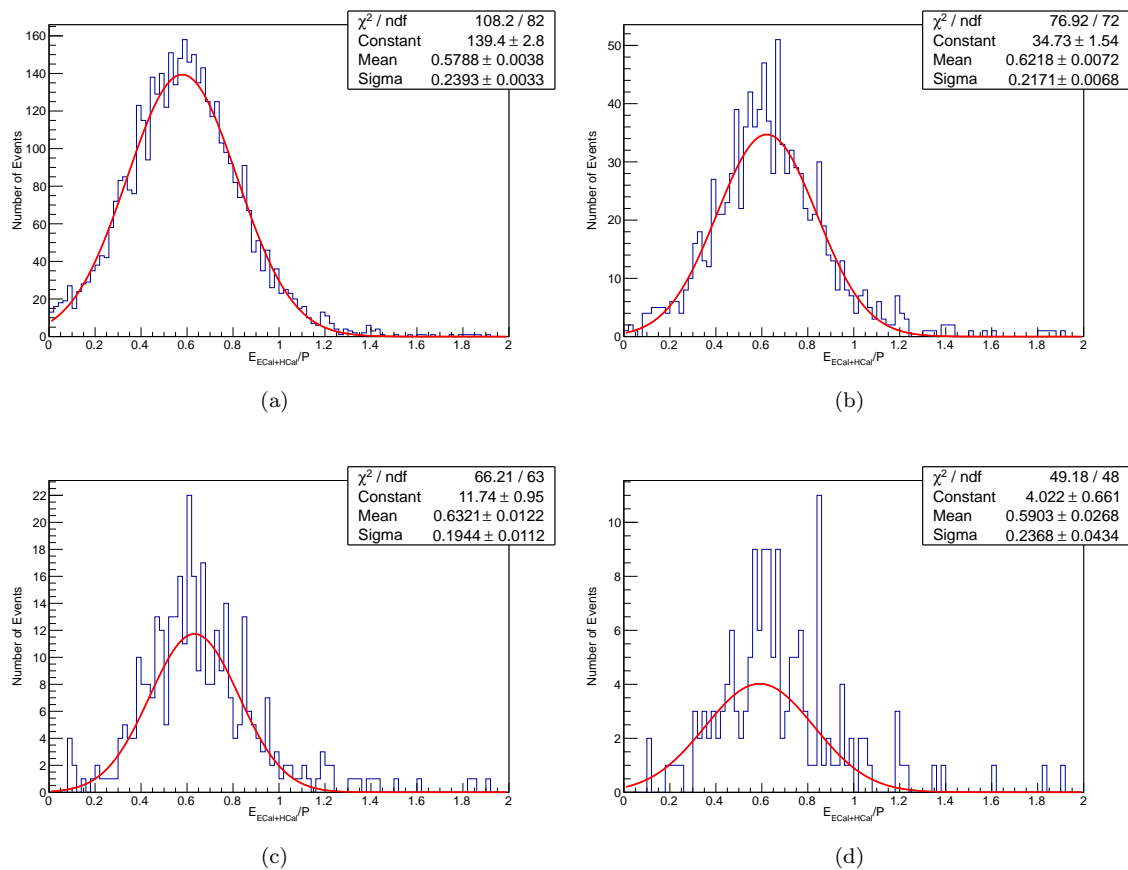 χ² / ndf 108.2 / 82
Constant 139.4 ± 2.8
Mean 0.5788 ± 0.0038
Sigma 0.2393 ± 0.0033
Number of Events
160
140
120
100
80
60
40
20
0
0 0.2 0.4 0.6 0.8 1 1.2 1.4 1.6 1.8 2
E_ECal+HCal/P
(a)
χ² / ndf 76.92 / 72
Constant 34.73 ± 1.54
Mean 0.6218 ± 0.0072
Sigma 0.2171 ± 0.0068
Number of Events
50
40
30
20
10
0
0 0.2 0.4 0.6 0.8 1 1.2 1.4 1.6 1.8 2
E_ECal+HCal/P
(b)
χ² / ndf 66.21 / 63
Constant 11.74 ± 0.95
Mean 0.6321 ± 0.0122
Sigma 0.1944 ± 0.0112
Number of Events
22
20
18
16
14
12
10
8
6
4
2
0
0 0.2 0.4 0.6 0.8 1 1.2 1.4 1.6 1.8 2
E_ECal+HCal/P
(c)
χ² / ndf 49.18 / 48
Constant 4.022 ± 0.661
Mean 0.5903 ± 0.0268
Sigma 0.2368 ± 0.0434
Number of Events
10
8
6
4
2
0
0 0.2 0.4 0.6 0.8 1 1.2 1.4 1.6 1.8 2
E_ECal+HCal/P
(d)